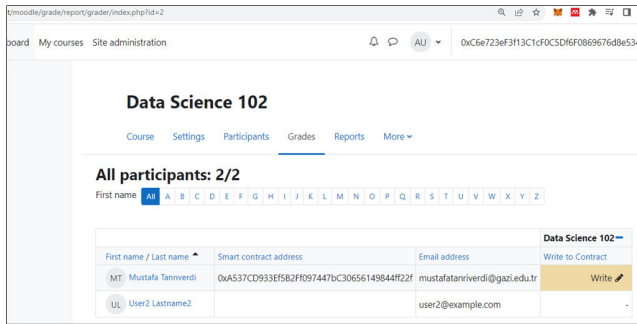 t/moodle/grade/report/grader/index.php?id=2
board My courses Site administration AU 0xC6e723eF3f13C1cF0C5Df6F0869676d8e534
Data Science 102
Course Settings Participants Grades Reports More
All participants: 2/2
First name All A B C D E F G H I J K L M N O P Q R S T U V W X Y Z
Data Science 102
First name / Last name Smart contract address Email address Write to Contract
MT Mustafa Tanrıverdi 0xA537CD933Ef5B2Ff097447bC30656149844ff22f mustafatanriverdi@gazi.edu.tr Write
UL User2 Lastname2 user2@example.com -